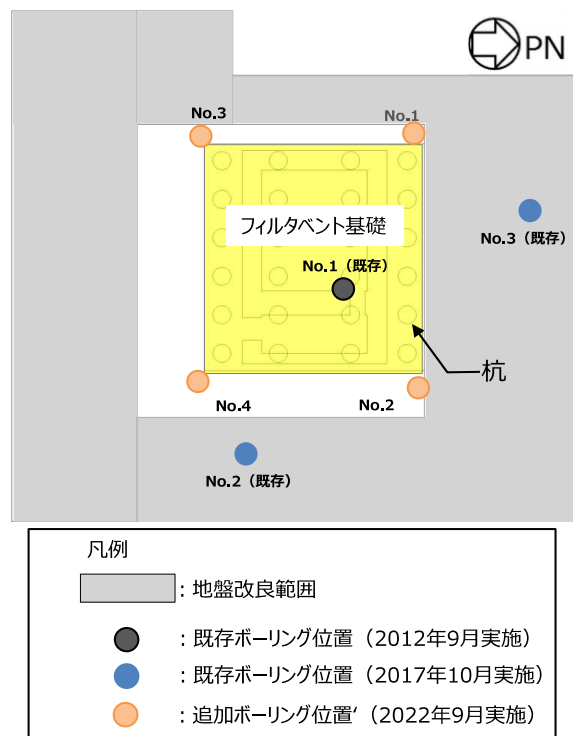 PN
No.3
No.1
フィルタベント基礎
No.3（既存）
No.1（既存）
杭
No.4
No.2
No.2（既存）
凡例
：地盤改良範囲
：既存ボーリング位置（2012年9月実施）
：既存ボーリング位置（2017年10月実施）
：追加ボーリング位置‘（2022年9月実施）